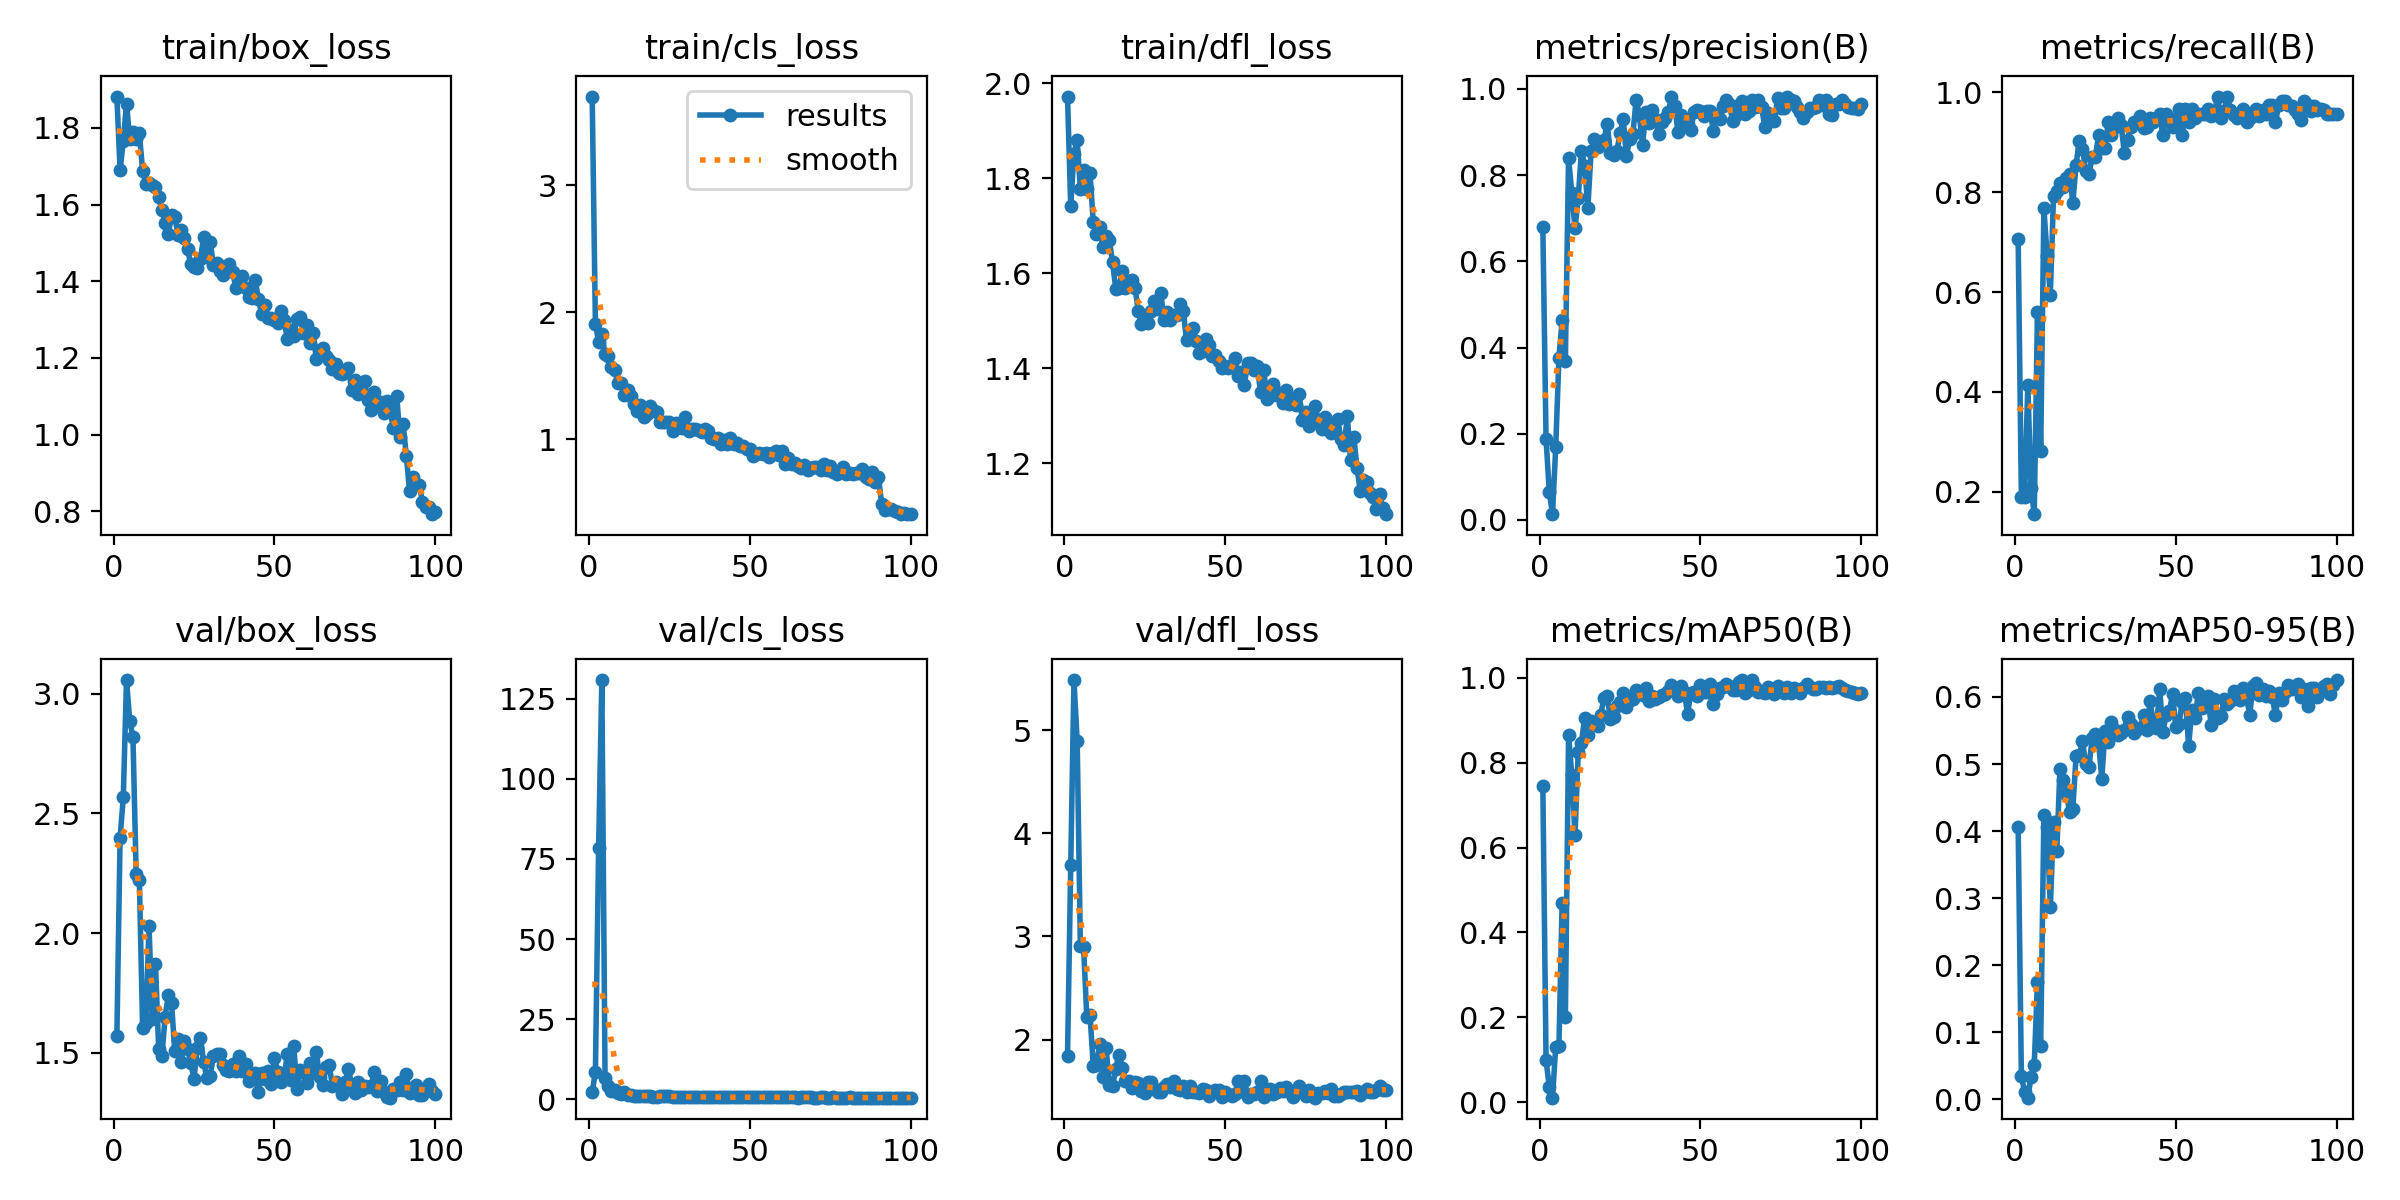 train/box_loss
train/cls_loss
train/dfl_loss
metrics/precision(B)
metrics/recall(B)
1.8
1.6
1.4
1.2
1.0
0.8
0 50 100
results
smooth
3
2
1
0 50 100
2.0
1.8
1.6
1.4
1.2
0 50 100
1.0
0.8
0.6
0.4
0.2
0.0
0 50 100
1.0
0.8
0.6
0.4
0.2
0 50 100
val/box_loss
val/cls_loss
val/dfl_loss
metrics/mAP50(B)
metrics/mAP50-95(B)
3.0
2.5
2.0
1.5
0 50 100
125
100
75
50
25
0
0 50 100
5
4
3
2
0 50 100
1.0
0.8
0.6
0.4
0.2
0.0
0 50 100
0.6
0.5
0.4
0.3
0.2
0.1
0.0
0 50 100